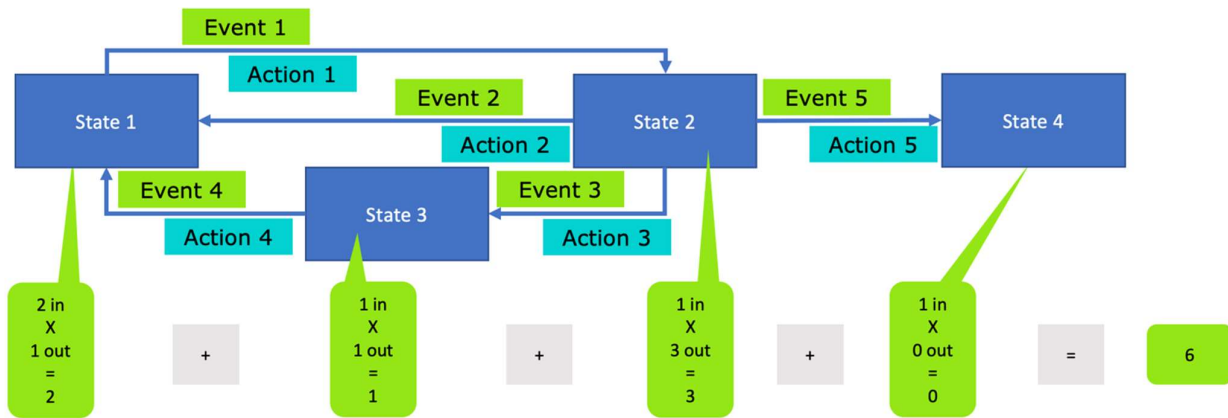 Event 1
Action 1
State 1
Event 2
Action 2
State 2
Event 5
Action 5
State 4
Event 4
Action 4
State 3
Event 3
Action 3
2 in
X
1 out
=
2
+
1 in
X
1 out
=
1
+
1 in
X
3 out
=
3
+
1 in
X
0 out
=
0
=
6